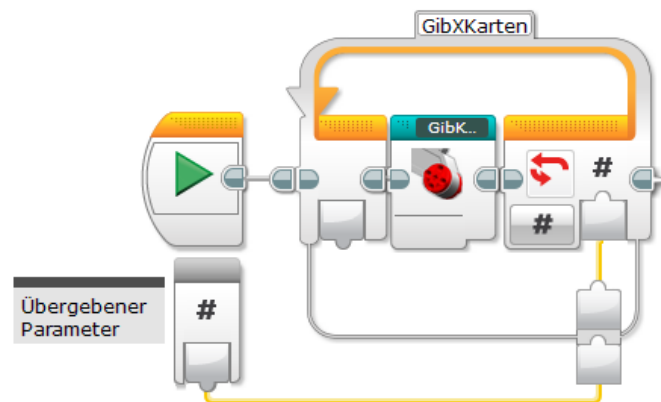 GibXKarten
GibK..
#
#
Übergebener
Parameter
#